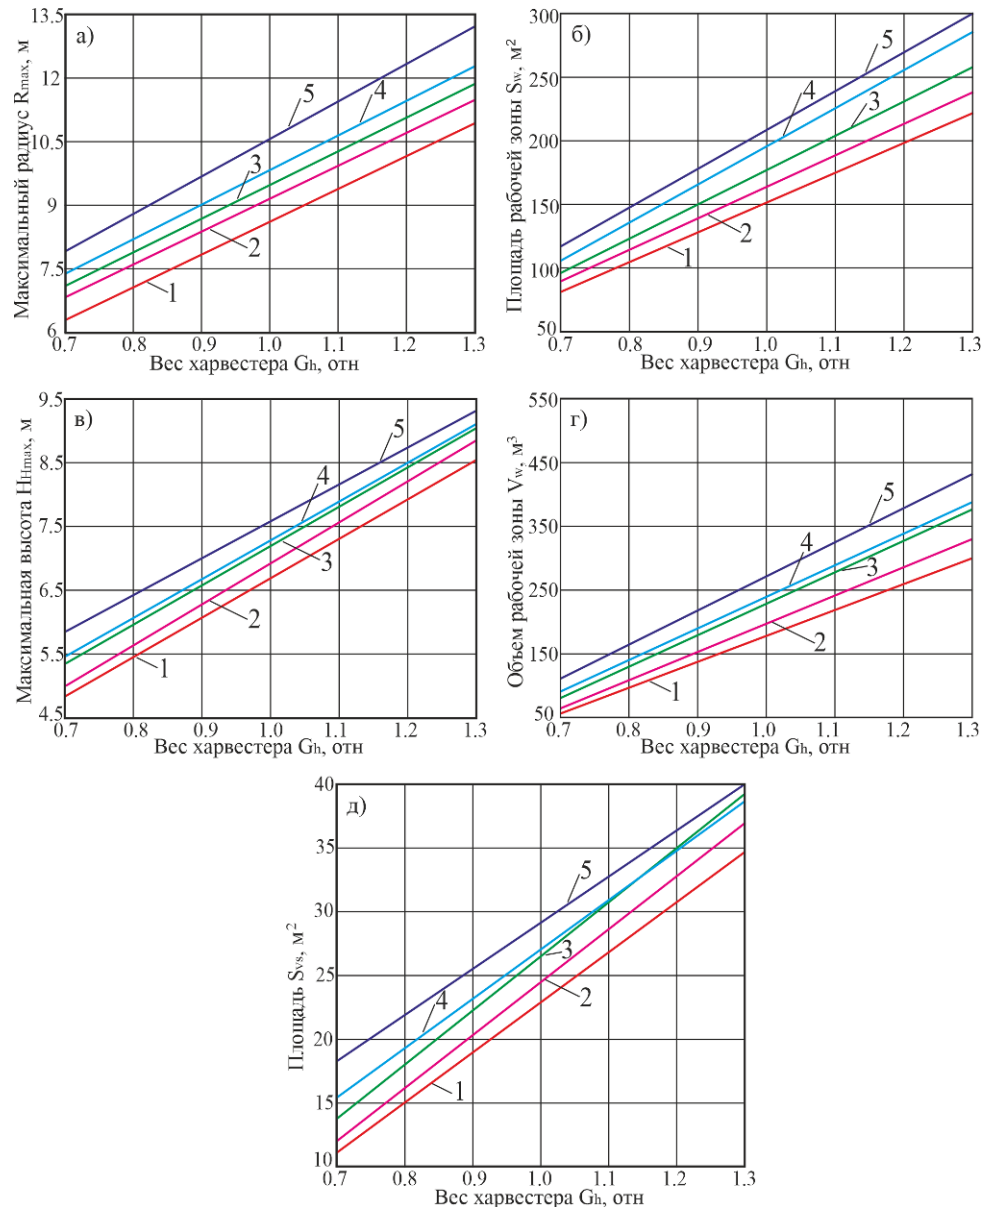 а)
Максимальный радиус Rmax, м
13.5
12
10.5
9
7.5
6
5
4
3
2
1
0.7 0.8 0.9 1.0 1.1 1.2 1.3
Вес харвестера Gh, отн
б)
Площадь рабочей зоны Sw, м²
300
250
200
150
100
50
5
4
3
2
1
0.7 0.8 0.9 1.0 1.1 1.2 1.3
Вес харвестера Gh, отн
в)
Максимальная высота HHmax, м
9.5
8.5
7.5
6.5
5.5
4.5
5
4
3
2
1
0.7 0.8 0.9 1.0 1.1 1.2 1.3
Вес харвестера Gh, отн
г)
Объем рабочей зоны Vw, м³
550
450
350
250
150
50
5
4
3
2
1
0.7 0.8 0.9 1.0 1.1 1.2 1.3
Вес харвестера Gh, отн
д)
Площадь Svs, м²
40
35
30
25
20
15
10
5
3
4
2
1
0.7 0.8 0.9 1.0 1.1 1.2 1.3
Вес харвестера Gh, отн